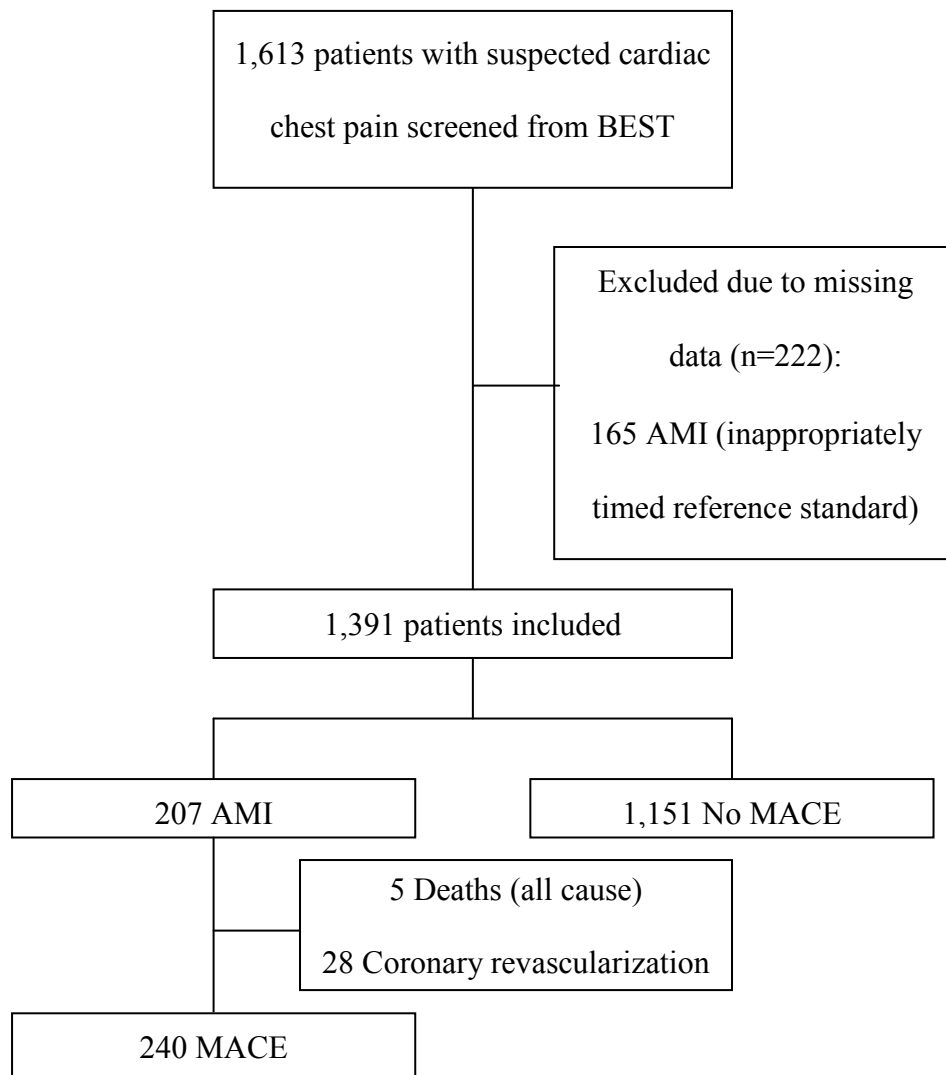 1,613 patients with suspected cardiac
chest pain screened from BEST
Excluded due to missing
data (n=222):
165 AMI (inappropriately
timed reference standard)
1,391 patients included
207 AMI
1,151 No MACE
5 Deaths (all cause)
28 Coronary revascularization
240 MACE